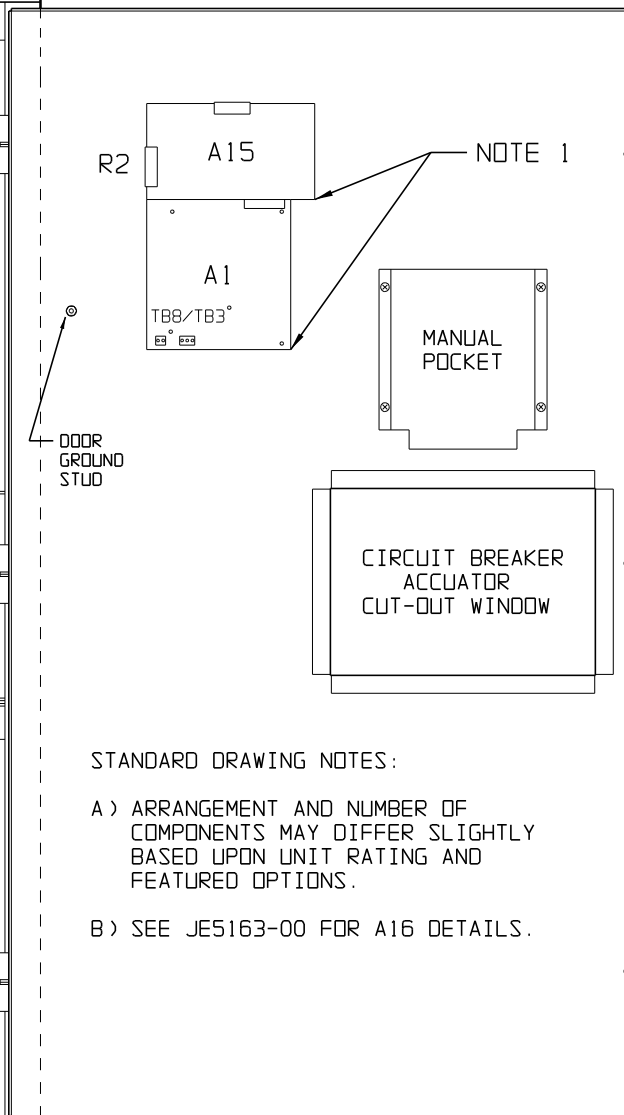 R2
A15
NOTE 1
A1
TB8/TB3
MANUAL
POCKET
DOOR
GROUND
STUD
CIRCUIT BREAKER
ACCUATOR
CUT-OUT WINDOW
STANDARD DRAWING NOTES:
A) ARRANGEMENT AND NUMBER OF
COMPONENTS MAY DIFFER SLIGHTLY
BASED UPON UNIT RATING AND
FEATURED OPTIONS.
B) SEE JE5163-00 FOR A16 DETAILS.